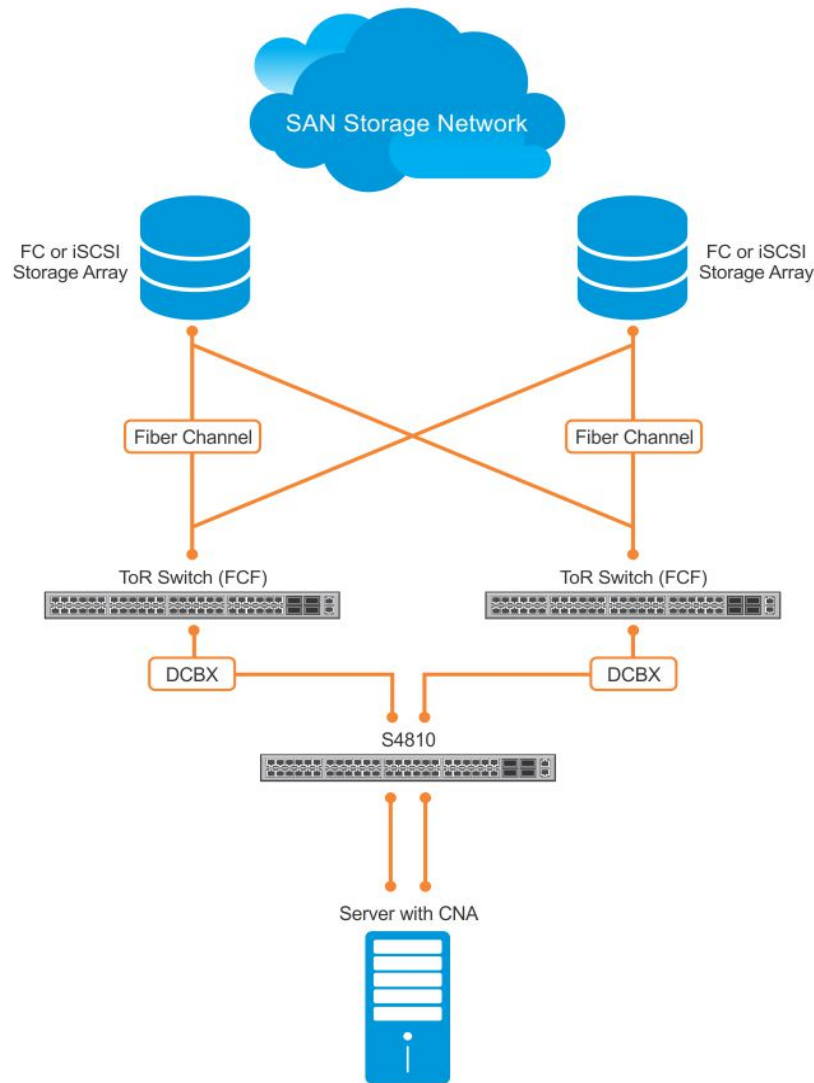 SAN Storage Network
FC or iSCSI
Storage Array
FC or iSCSI
Storage Array
Fiber Channel
Fiber Channel
ToR Switch (FCF)
ToR Switch (FCF)
DCBX
DCBX
S4810
Server with CNA